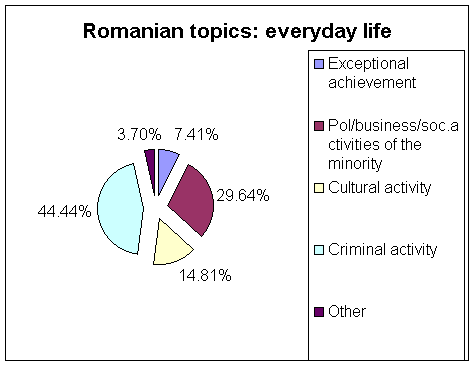 Romanian topics: everyday life
3.70%
7.41%
44.44%
29.64%
14.81%
Exceptional
achievement
Pol/business/soc.a
ctivities of the
minority
Cultural activity
Criminal activity
Other